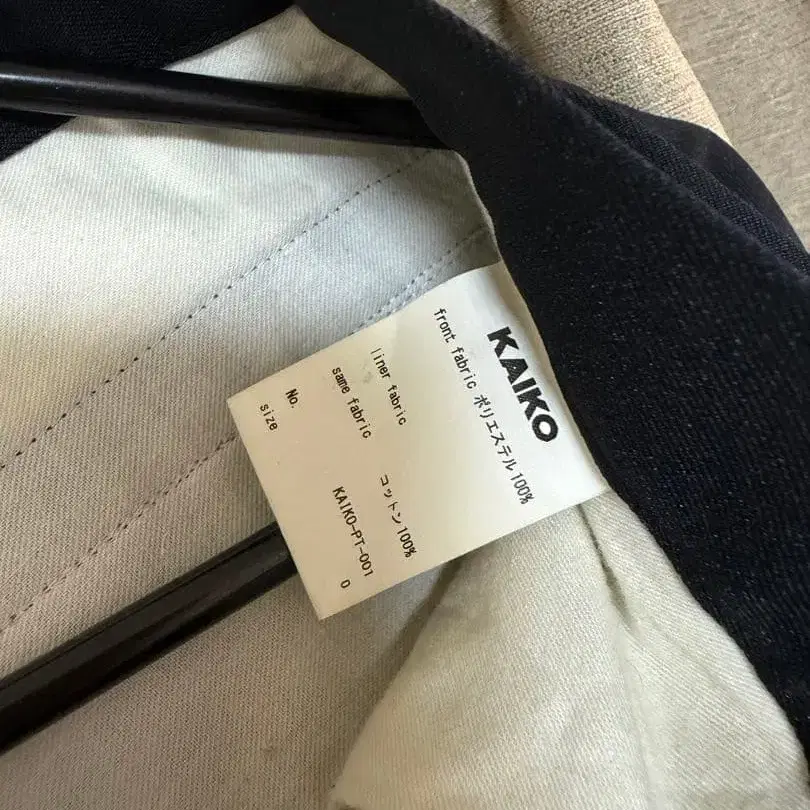 KAIKO
front fabric ポリエステル100%
liner fabric コットン100%
same fabric
No. KAIKO-PT-001
size 0